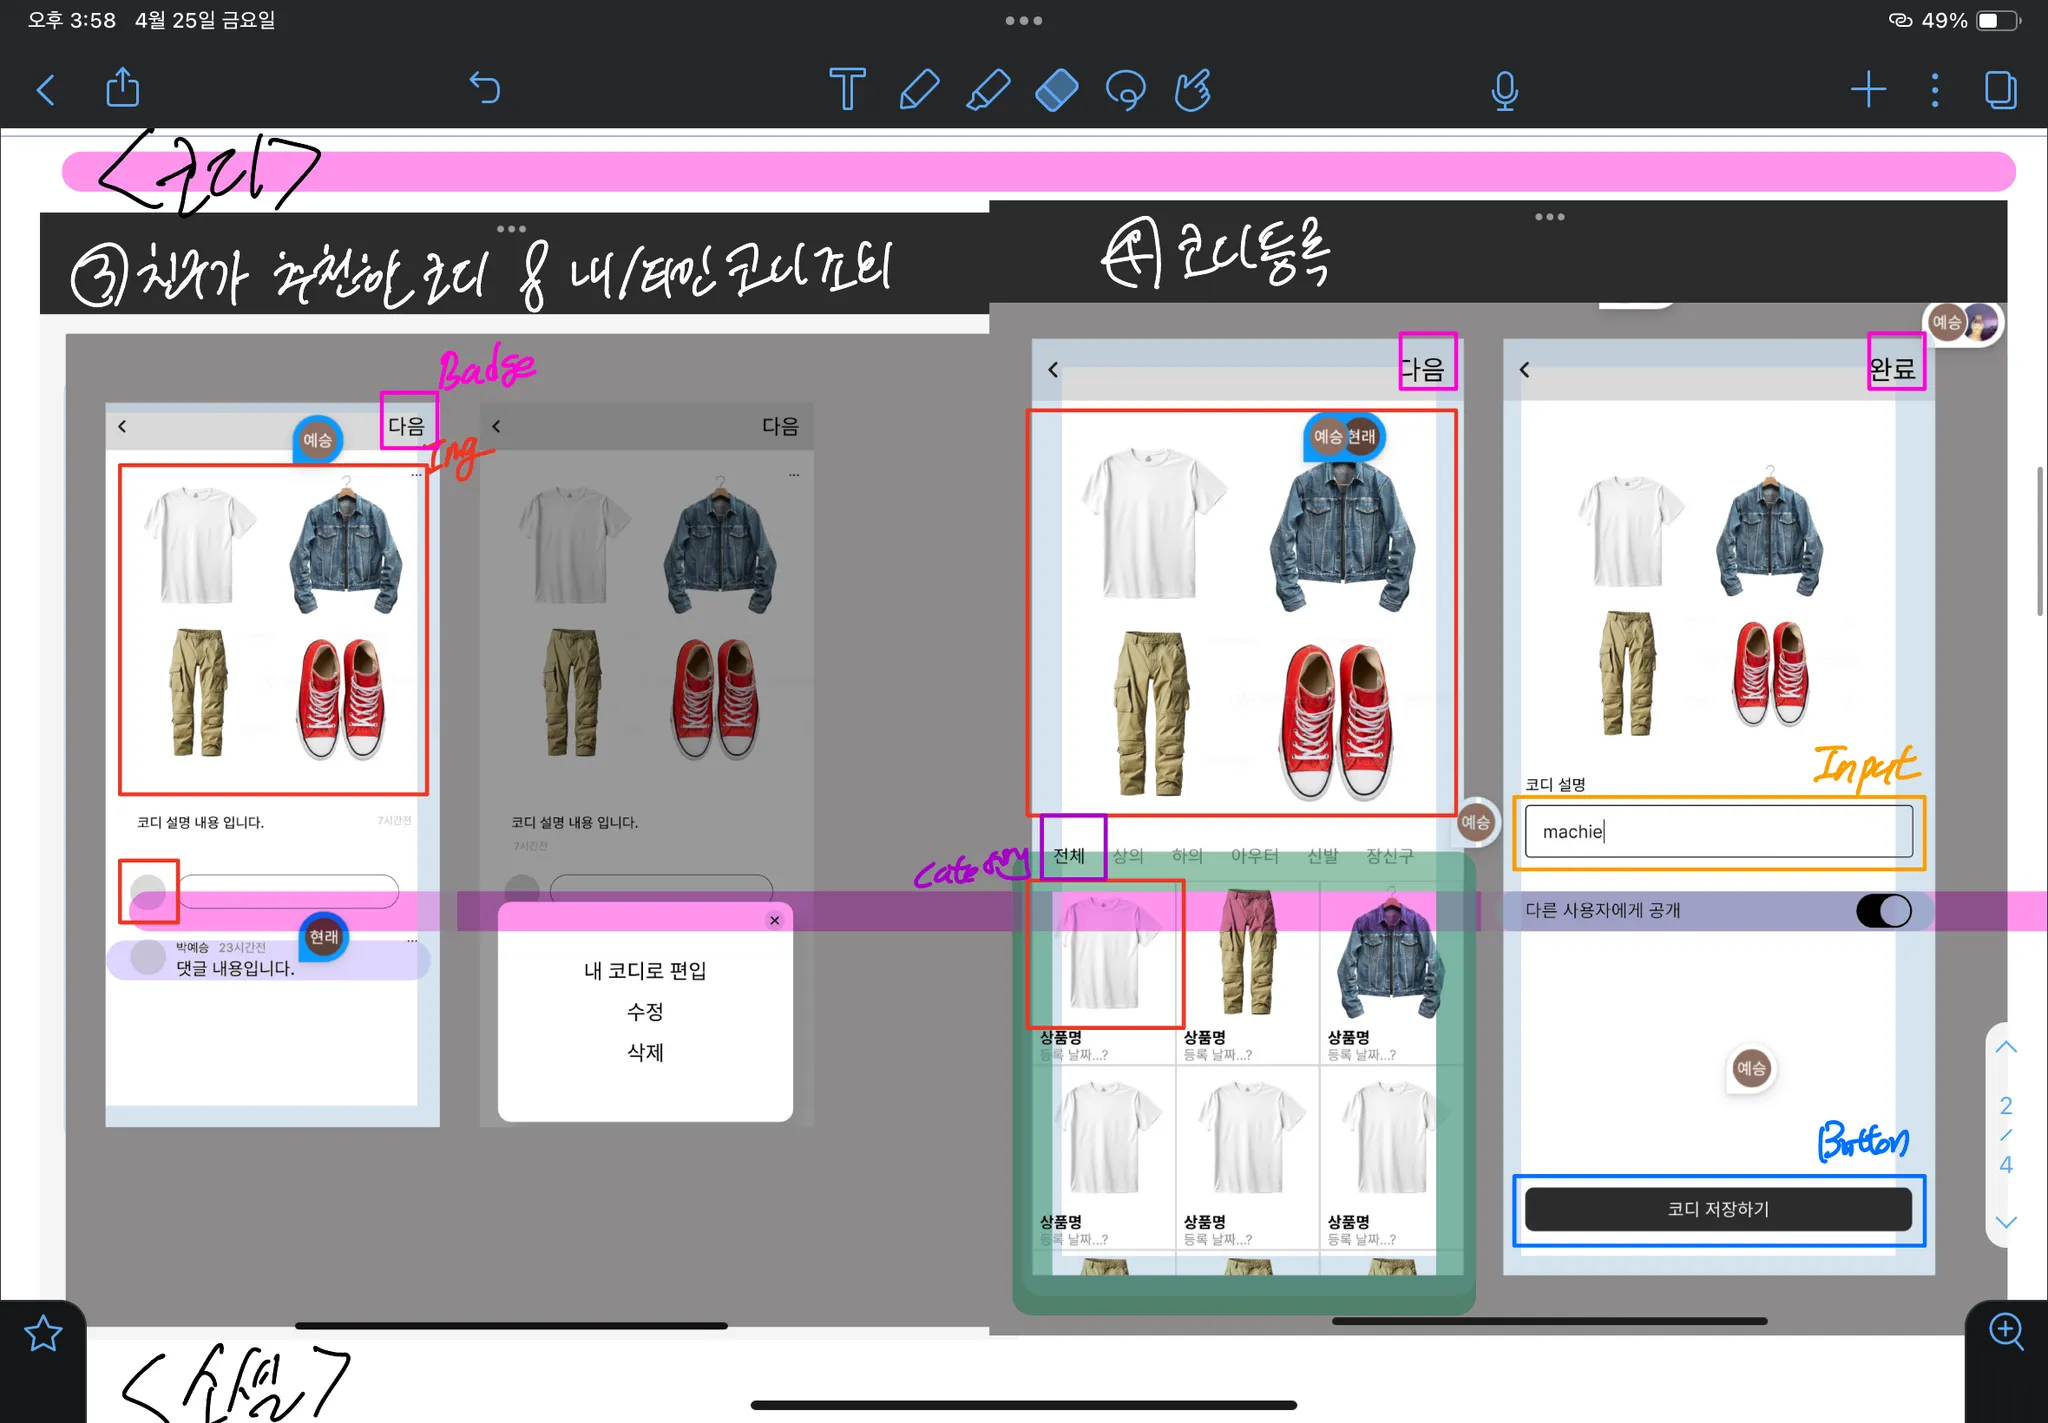 오후 3:58 4월 25일 금요일
49%
<코디>
③ 친구가 추천한 코디 용 내/타인 코디 조회
④ 코디 등록
Badge
다음
예승
Img
...
코디 설명 내용 입니다.
7시간전
박예승 23시간전
...
댓글 내용입니다.
현래
다음
...
코디 설명 내용 입니다.
7시간전
내 코디로 편입
수정
삭제
다음
예승 현래
Category
전체 상의 하의 아우터 신발 장신구
예승
상품명 상품명 상품명
등록 날짜...? 등록 날짜...? 등록 날짜...?
상품명 상품명 상품명
등록 날짜...? 등록 날짜...? 등록 날짜...?
예승
완료
Input
코디 설명
machie
다른 사용자에게 공개
예승
Button
코디 저장하기
2
/
4
<소셜>